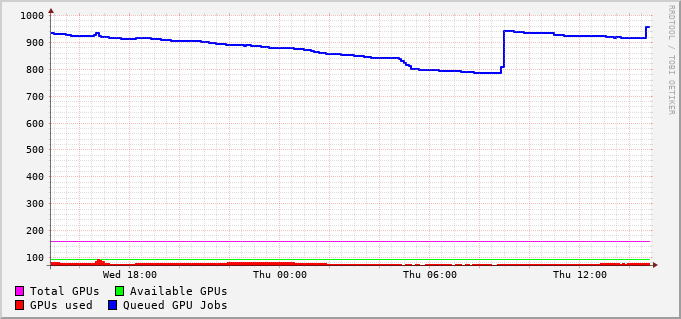 1000
900
800
700
600
500
400
300
200
100
Wed 18:00 Thu 00:00 Thu 06:00 Thu 12:00
Total GPUs Available GPUs
GPUs used Queued GPU Jobs
RRDTOOL / TOBI OETIKER